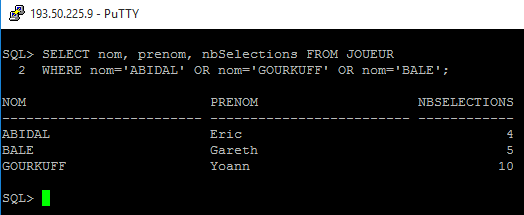 193.50.225.9 - PuTTY
SQL> SELECT nom, prenom, nbSelections FROM JOUEUR
2 WHERE nom='ABIDAL' OR nom='GOURKUFF' OR nom='BALE';
NOM PRENOM NBSELECTIONS
------------------------- ------------------------- ------------
ABIDAL Eric 4
BALE Gareth 5
GOURKUFF Yoann 10
SQL>